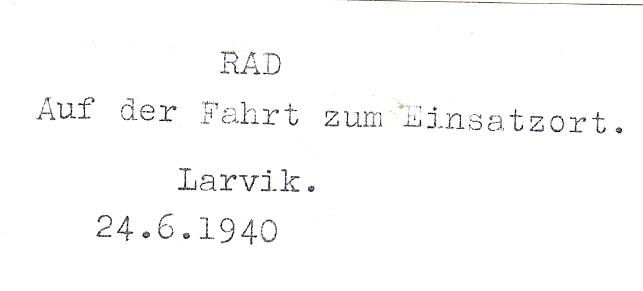 RAD
Auf der Fahrt zum Einsatzort.
Larvik.
24.6.1940